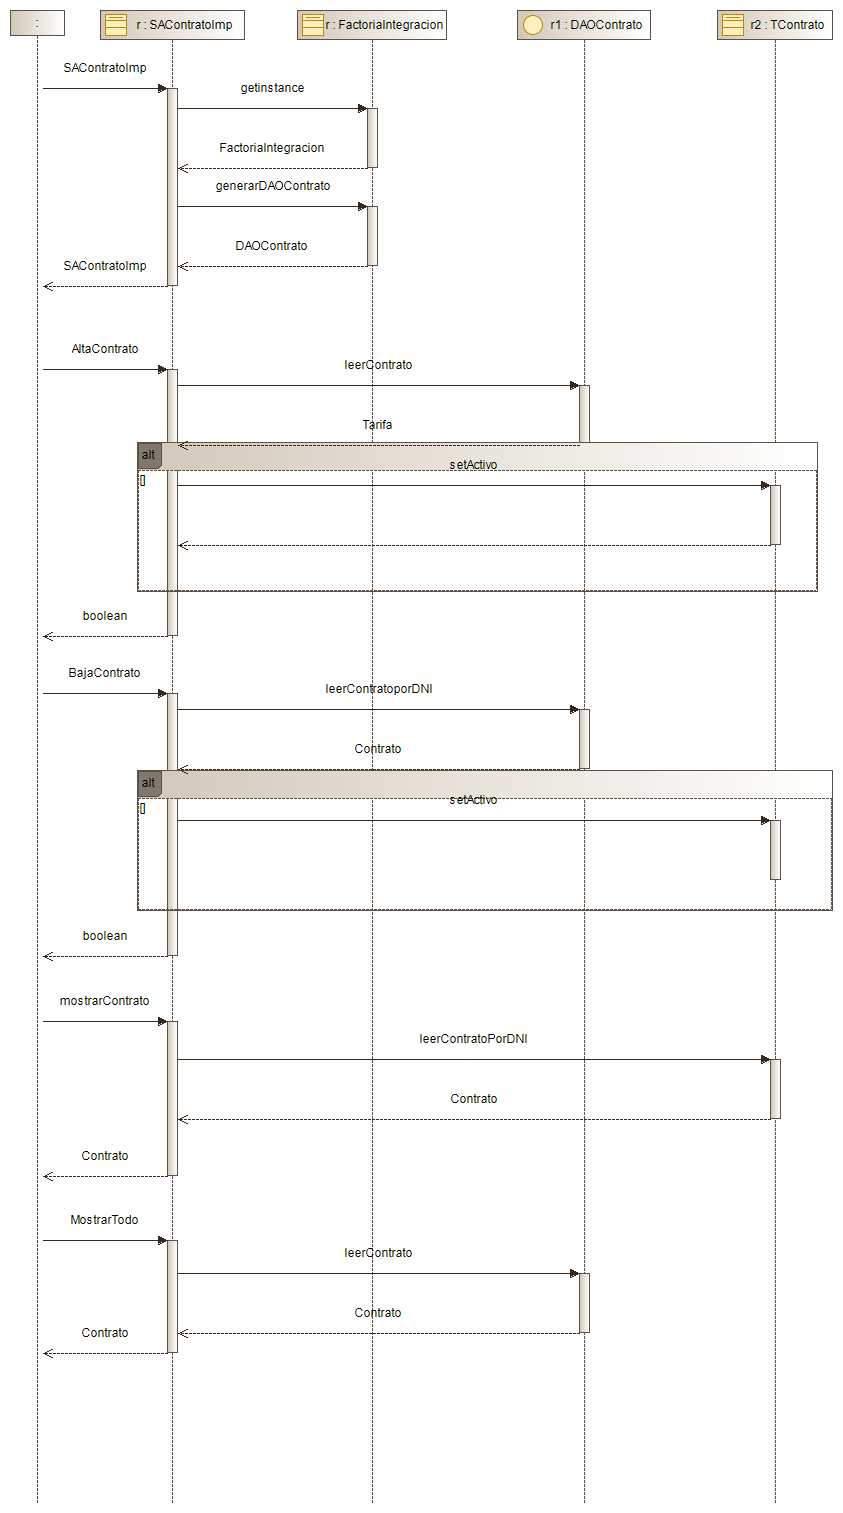 :
r : SAContratoImp
r : FactoriaIntegracion
r1 : DAOContrato
r2 : TContrato
SAContratoImp
getinstance
FactoriaIntegracion
generarDAOContrato
DAOContrato
SAContratoImp
AltaContrato
leerContrato
Tarifa
alt
setActivo
[]
boolean
BajaContrato
leerContratoporDNI
Contrato
alt
setActivo
[]
boolean
mostrarContrato
leerContratoPorDNI
Contrato
Contrato
MostrarTodo
leerContrato
Contrato
Contrato